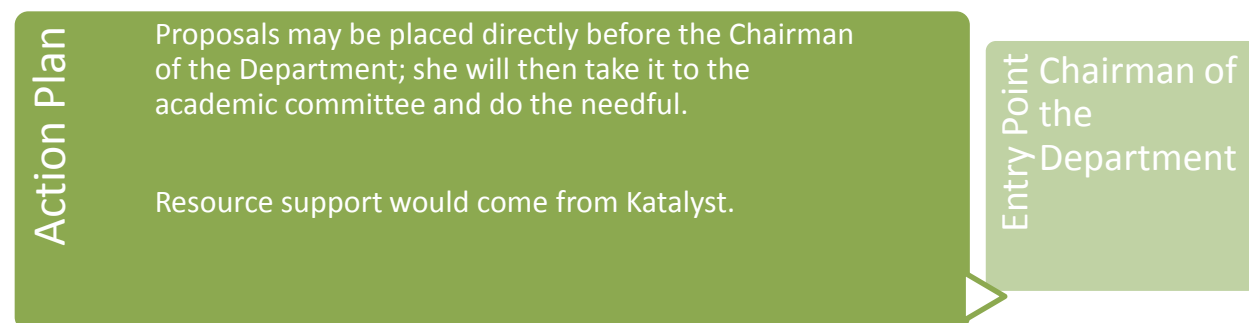 Action Plan
Proposals may be placed directly before the Chairman
of the Department; she will then take it to the
academic committee and do the needful.
Resource support would come from Katalyst.
Entry Point
Chairman of
the
Department